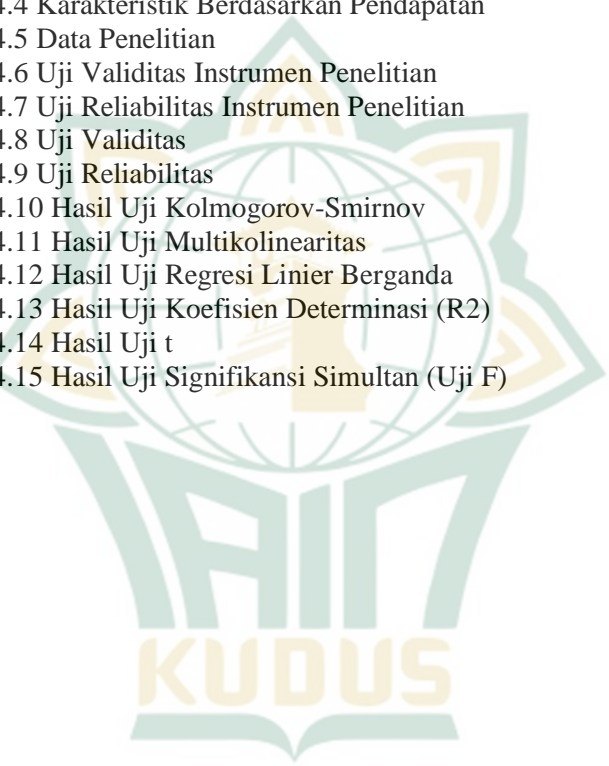 4.4 Karakteristik Berdasarkan Pendapatan
4.5 Data Penelitian
4.6 Uji Validitas Instrumen Penelitian
4.7 Uji Reliabilitas Instrumen Penelitian
4.8 Uji Validitas
4.9 Uji Reliabilitas
4.10 Hasil Uji Kolmogorov-Smirnov
4.11 Hasil Uji Multikolinearitas
4.12 Hasil Uji Regresi Linier Berganda
4.13 Hasil Uji Koefisien Determinasi (R2)
4.14 Hasil Uji t
4.15 Hasil Uji Signifikansi Simultan (Uji F)
IAIN
KUDUS